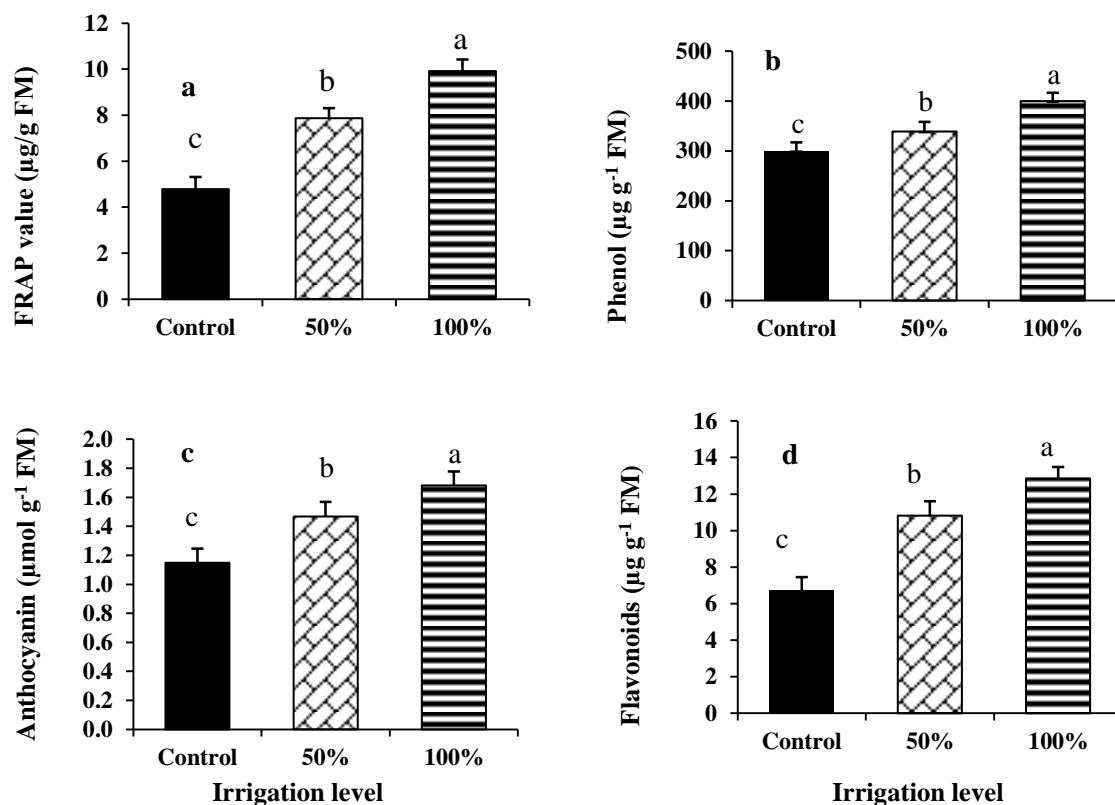 FRAP value (µg/g FM)
12
10
8
6
4
2
0
a
c
b
a
Control 50% 100%
Phenol (µg g⁻¹ FM)
500
400
300
200
100
0
b
c
b
a
Control 50% 100%
Anthocyanin (µmol g⁻¹ FM)
2.0
1.8
1.6
1.4
1.2
1.0
0.8
0.6
0.4
0.2
0.0
c
c
b
a
Control 50% 100%
Irrigation level
Flavonoids (µg g⁻¹ FM)
16
14
12
10
8
6
4
2
0
d
c
b
a
Control 50% 100%
Irrigation level